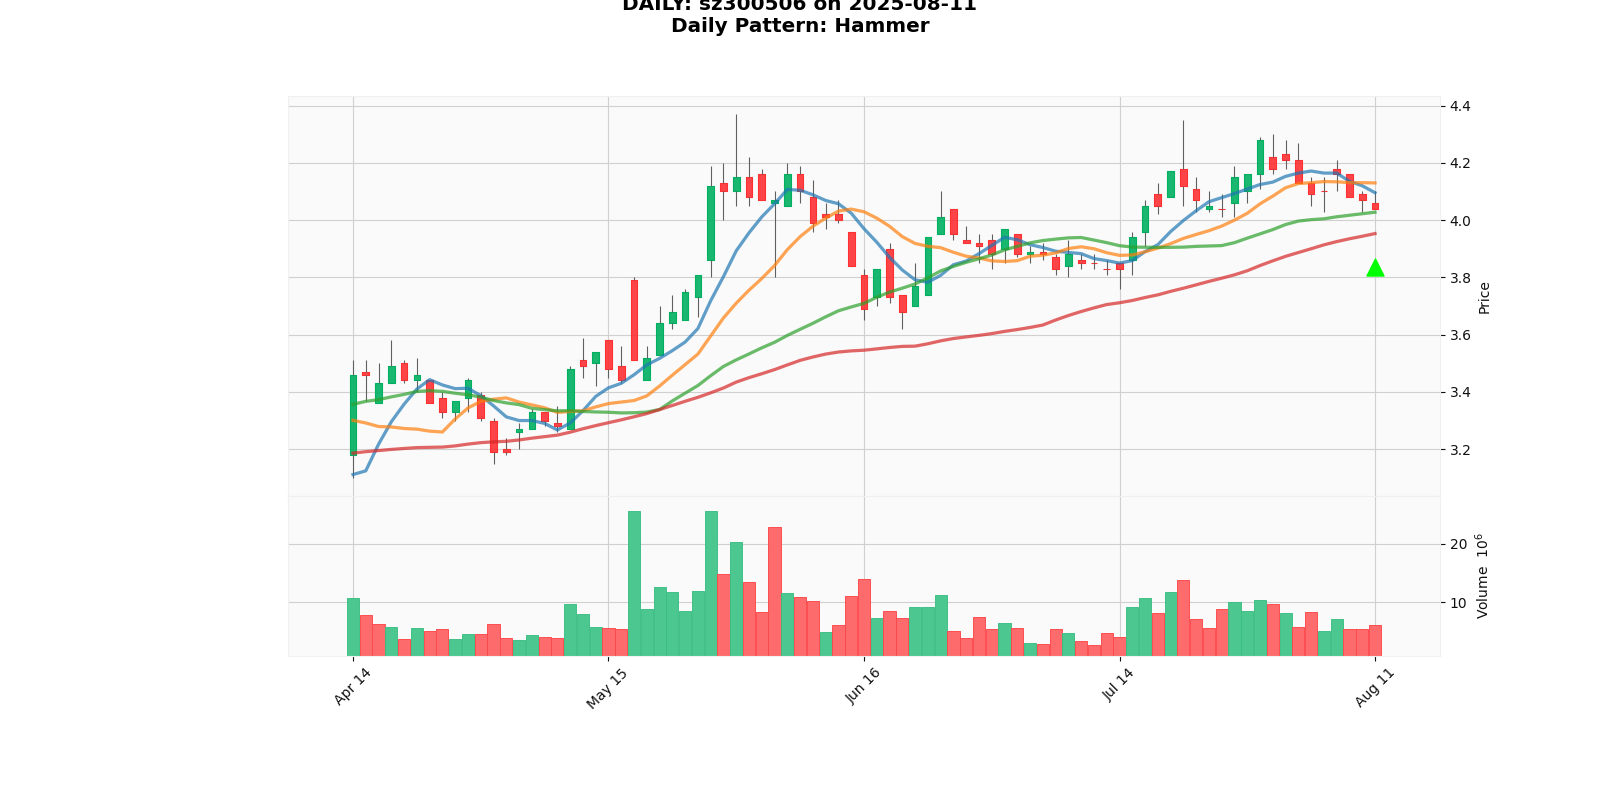 DAILY: sz300506 on 2025-08-11
Daily Pattern: Hammer
4.4
4.2
4.0
3.8
3.6
3.4
3.2
Price
20
10
Volume 10^6
Apr 14
May 15
Jun 16
Jul 14
Aug 11